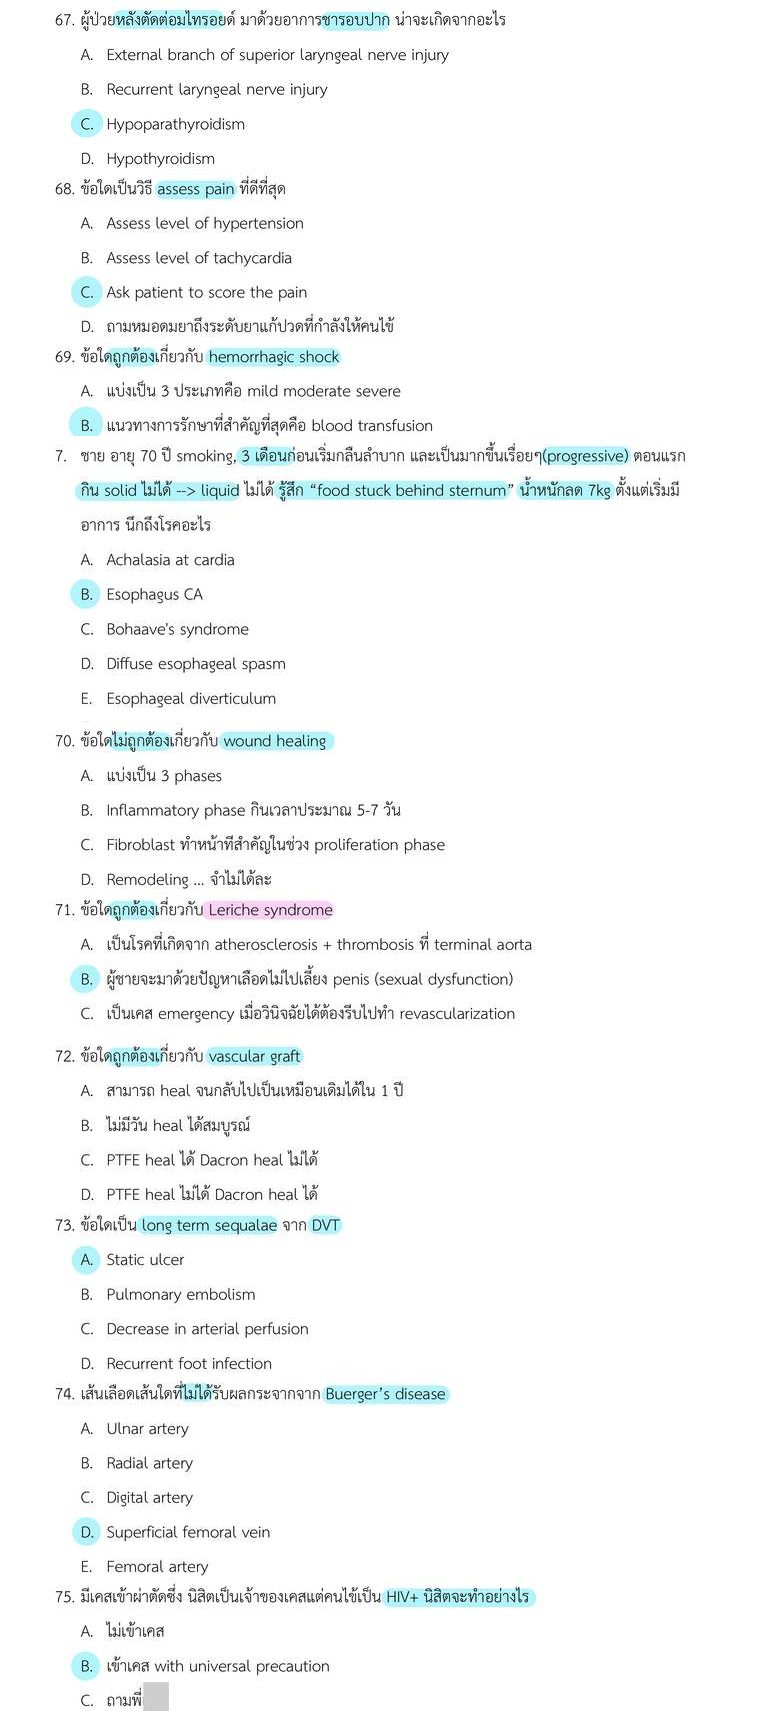 67. ผู้ป่วยหลังตัดต่อมไทรอยด์ มาด้วยอาการชารอบปาก น่าจะเกิดจากอะไร
A. External branch of superior laryngeal nerve injury
B. Recurrent laryngeal nerve injury
C. Hypoparathyroidism
D. Hypothyroidism
68. ข้อใดเป็นวิธี assess pain ที่ดีที่สุด
A. Assess level of hypertension
B. Assess level of tachycardia
C. Ask patient to score the pain
D. ถามหมอดมยาถึงระดับยาแก้ปวดที่กำลังให้คนไข้
69. ข้อใดถูกต้องเกี่ยวกับ hemorrhagic shock
A. แบ่งเป็น 3 ประเภทคือ mild moderate severe
B. แนวทางการรักษาที่สำคัญที่สุดคือ blood transfusion
7. ชาย อายุ 70 ปี smoking, 3 เดือนก่อนเริ่มกลืนลำบาก และเป็นมากขึ้นเรื่อยๆ(progressive) ตอนแรก
กิน solid ไม่ได้ --> liquid ไม่ได้ รู้สึก “food stuck behind sternum” น้ำหนักลด 7kg ตั้งแต่เริ่มมี
อาการ นึกถึงโรคอะไร
A. Achalasia at cardia
B. Esophagus CA
C. Bohaave's syndrome
D. Diffuse esophageal spasm
E. Esophageal diverticulum
70. ข้อใดไม่ถูกต้องเกี่ยวกับ wound healing
A. แบ่งเป็น 3 phases
B. Inflammatory phase กินเวลาประมาณ 5-7 วัน
C. Fibroblast ทำหน้าทีสำคัญในช่วง proliferation phase
D. Remodeling ... จำไม่ได้ละ
71. ข้อใดถูกต้องเกี่ยวกับ Leriche syndrome
A. เป็นโรคที่เกิดจาก atherosclerosis + thrombosis ที่ terminal aorta
B. ผู้ชายจะมาด้วยปัญหาเลือดไม่ไปเลี้ยง penis (sexual dysfunction)
C. เป็นเคส emergency เมื่อวินิจฉัยได้ต้องรีบไปทำ revascularization
72. ข้อใดถูกต้องเกี่ยวกับ vascular graft
A. สามารถ heal จนกลับไปเป็นเหมือนเดิมได้ใน 1 ปี
B. ไม่มีวัน heal ได้สมบูรณ์
C. PTFE heal ได้ Dacron heal ไม่ได้
D. PTFE heal ไม่ได้ Dacron heal ได้
73. ข้อใดเป็น long term sequalae จาก DVT
A. Static ulcer
B. Pulmonary embolism
C. Decrease in arterial perfusion
D. Recurrent foot infection
74. เส้นเลือดเส้นใดที่ไม่ได้รับผลกระจากจาก Buerger’s disease
A. Ulnar artery
B. Radial artery
C. Digital artery
D. Superficial femoral vein
E. Femoral artery
75. มีเคสเข้าผ่าตัดซึ่ง นิสิตเป็นเจ้าของเคสแต่คนไข้เป็น HIV+ นิสิตจะทำอย่างไร
A. ไม่เข้าเคส
B. เข้าเคส with universal precaution
C. ถามพี่